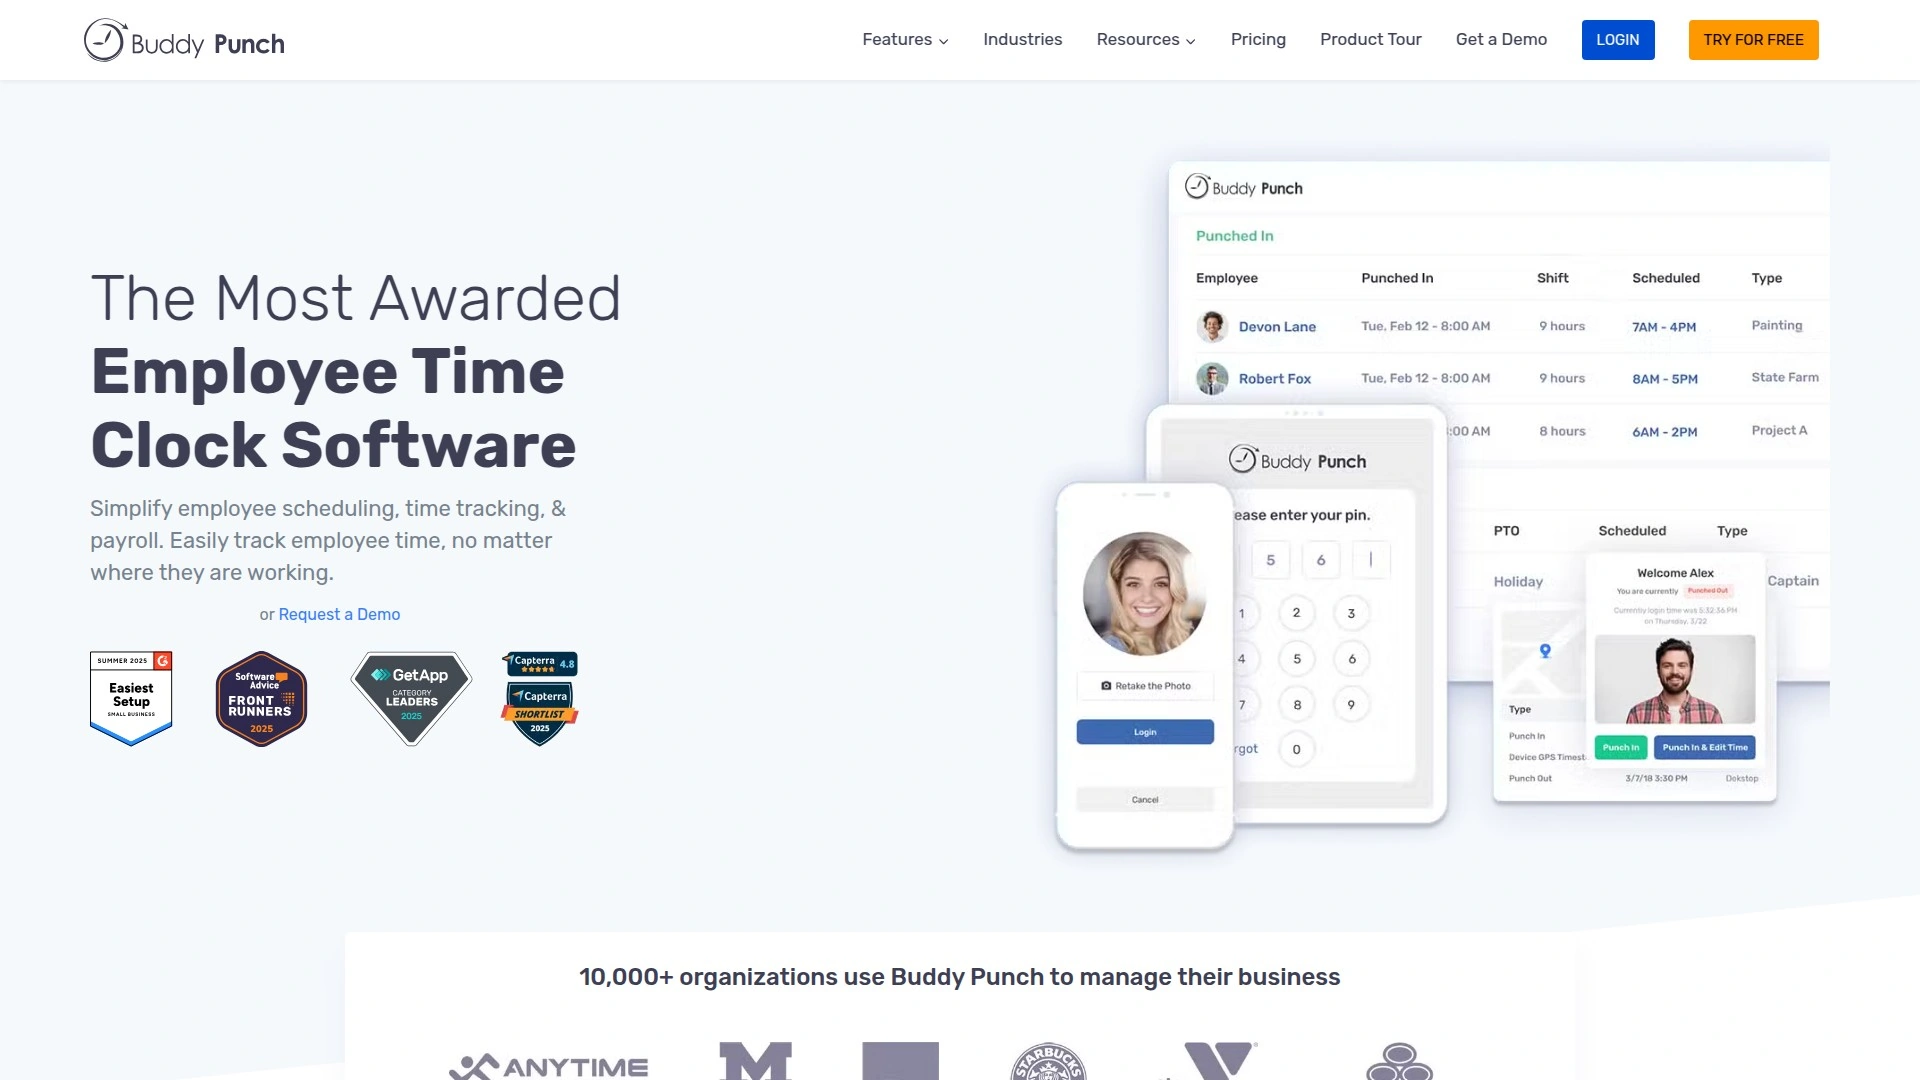 Buddy Punch
Features Industries Resources Pricing Product Tour Get a Demo LOGIN TRY FOR FREE
The Most Awarded
Employee Time
Clock Software
Simplify employee scheduling, time tracking, &
payroll. Easily track employee time, no matter
where they are working.
or Request a Demo
SUMMER 2025
Easiest
Setup
SMALL BUSINESS
Software
Advice
FRONT
RUNNERS
2025
GetApp
CATEGORY
LEADERS
2025
Capterra 4.8
Capterra
SHORTLIST
2025
Buddy Punch
Punched In
Employee Punched In Shift Scheduled Type
Devon Lane Tue, Feb 12 - 8:00 AM 9 hours 7AM - 4PM Painting
Robert Fox Tue, Feb 12 - 8:00 AM 9 hours 8AM - 5PM State Farm
:00 AM 8 hours 6AM - 2PM Project A
PTO Scheduled Type
Holiday Captain
Buddy Punch
ease enter your pin.
5 6
1 2 3
4 5 6
7 8 9
rgot 0
Retake the Photo
Login
Cancel
Welcome Alex
You are currently Punched Out
Currently login time was 5:32:36 PM
on Thursday, 3/22
Punch In Punch In & Edit Time
Type
Punch In
Device GPS Timest
Punch Out 3/7/18 3:30 PM Dekstop
10,000+ organizations use Buddy Punch to manage their business
ANYTIME
M
STARBUCKS